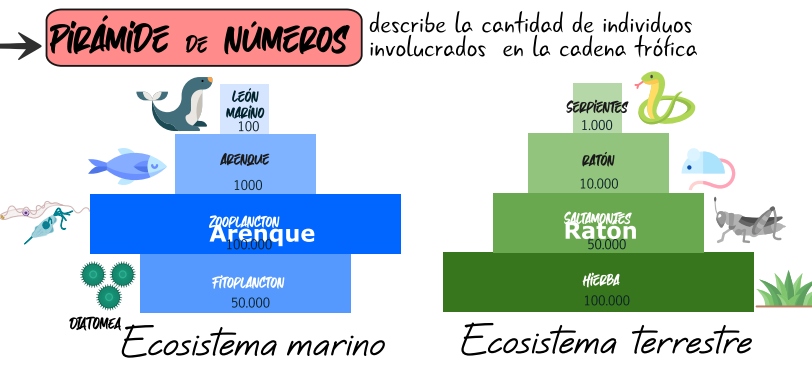 PIRÁMIDE DE NÚMEROS
describe la cantidad de individuos
involucrados en la cadena trófica
LEÓN
MARINO
100
ARENQUE
1000
ZOOPLANCTON
Arenque
100.000
FITOPLANCTON
50.000
DIATOMEA
Ecosistema marino
SERPIENTES
1.000
RATÓN
10.000
SALTAMONTES
Ratón
50.000
HIERBA
100.000
Ecosistema terrestre